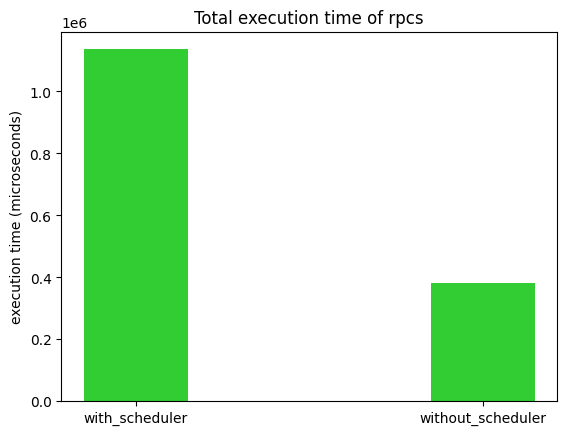 Total execution time of rpcs
1e6
execution time (microseconds)
1.0
0.8
0.6
0.4
0.2
0.0
with_scheduler
without_scheduler